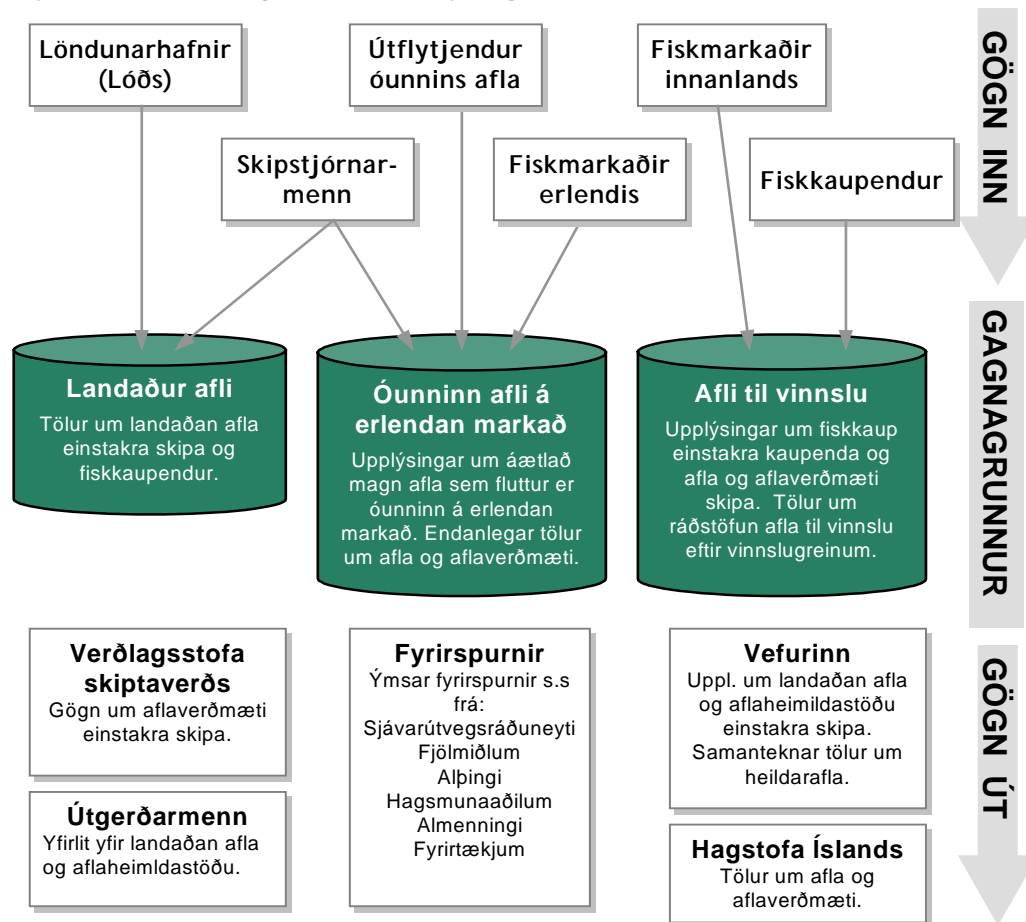 Löndunarhafnir
(Lóðs)
Útflytjendur
óunnins afla
Fiskmarkaðir
innanlands
Skipstjórnar-
menn
Fiskmarkaðir
erlendis
Fiskkaupendur
GÖGN INN
Landaður afli
Tölur um landaðan afla
einstakra skipa og
fiskkaupendur.
Óunninn afli á
erlendan markað
Upplýsingar um áætlað
magn afla sem fluttur er
óunninn á erlendan
markað. Endanlegar tölur
um afla og aflaverðmæti.
Afli til vinnslu
Upplýsingar um fiskkaup
einstakra kaupenda og
afla og aflaverðmæti
skipa. Tölur um
ráðstöfun afla til vinnslu
eftir vinnslugreinum.
GAGNAGRUNNUR
Verðlagsstofa
skiptaverðs
Gögn um aflaverðmæti
einstakra skipa.
Útgerðarmenn
Yfirlit yfir landaðan afla
og aflaheimldastöðu.
Fyrirspurnir
Ýmsar fyrirspurnir s.s
frá:
Sjávarútvegsráðuneyti
Fjölmiðlum
Alþingi
Hagsmunaaðilum
Almenningi
Fyrirtækjum
Vefurinn
Uppl. um landaðan afla
og aflaheimildastöðu
einstakra skipa.
Samanteknar tölur um
heildarafla.
Hagstofa Íslands
Tölur um afla og
aflaverðmæti.
GÖGN ÚT